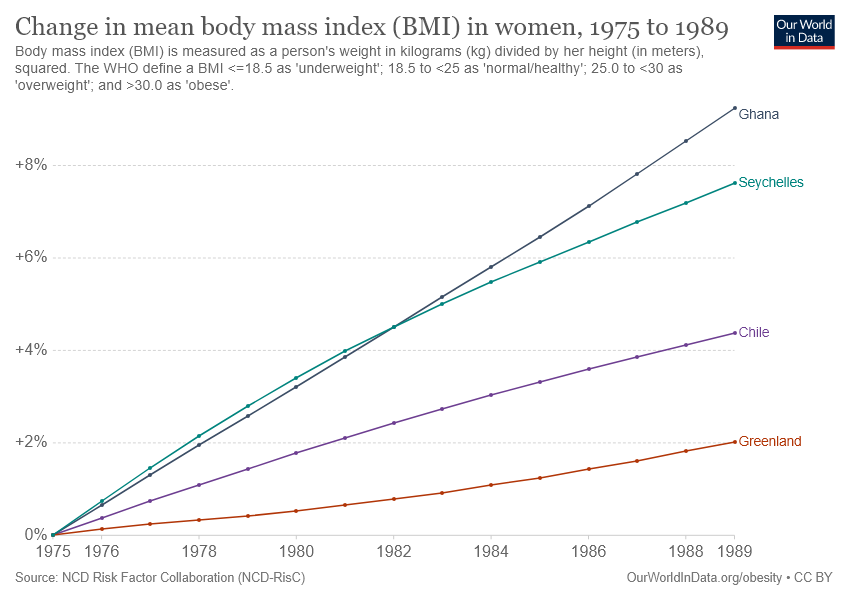 Change in mean body mass index (BMI) in women, 1975 to 1989
Our World
in Data
Body mass index (BMI) is measured as a person's weight in kilograms (kg) divided by her height (in meters),
squared. The WHO define a BMI <=18.5 as 'underweight'; 18.5 to <25 as 'normal/healthy'; 25.0 to <30 as
'overweight'; and >30.0 as 'obese'.
Ghana
+8%
Seychelles
+6%
+4%
Chile
+2%
Greenland
0%
1975 1976 1978 1980 1982 1984 1986 1988 1989
Source: NCD Risk Factor Collaboration (NCD-RisC)
OurWorldInData.org/obesity • CC BY